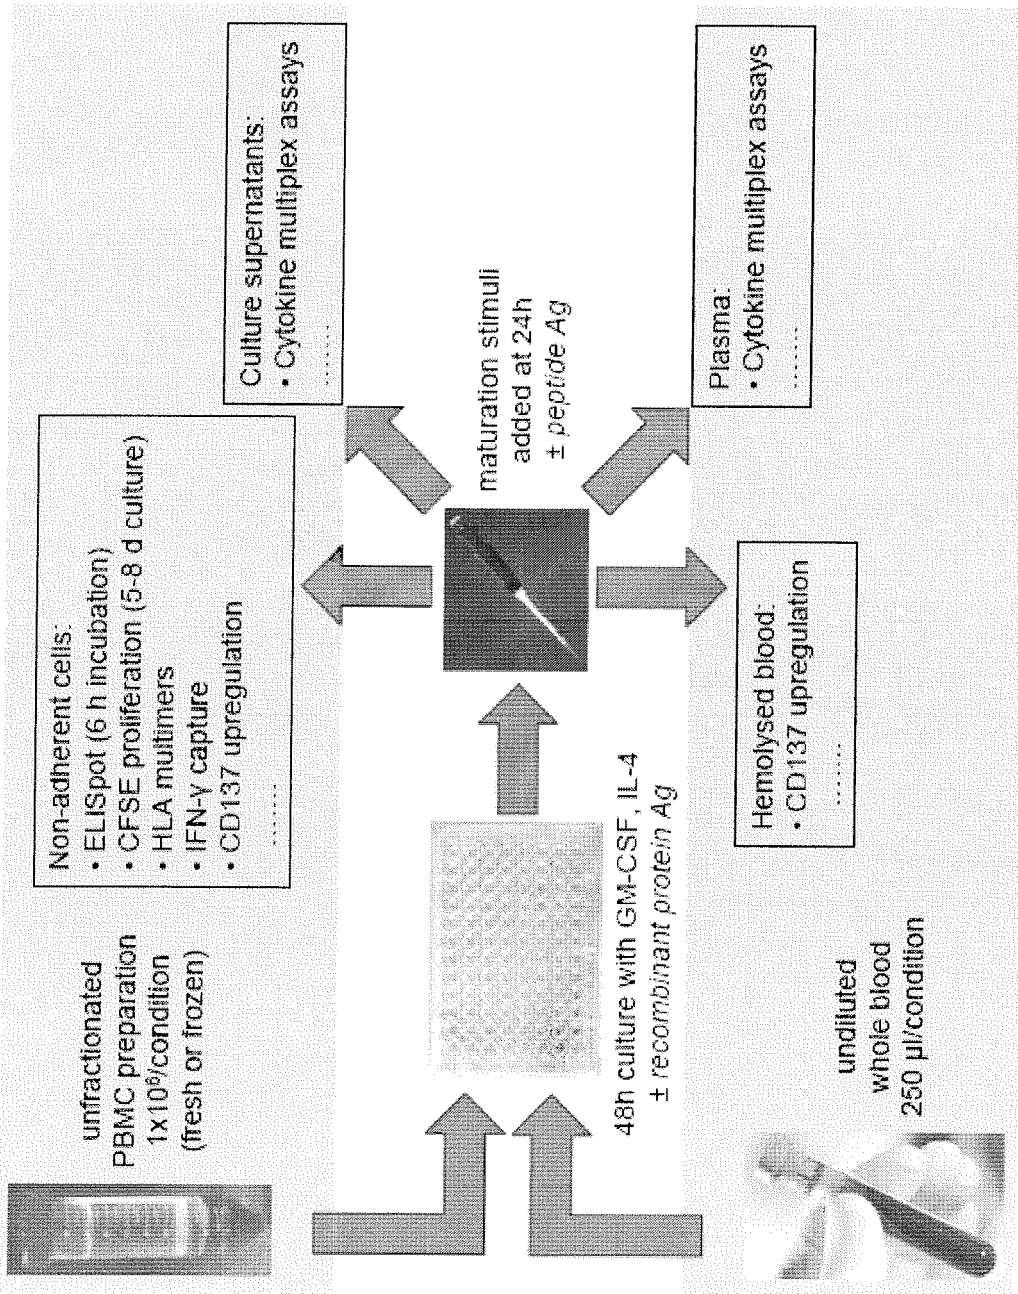 unfractionated
PBMC preparation
1x10⁶/condition
(fresh or frozen)
Non-adherent cells:
• ELISpot (6 h incubation)
• CFSE proliferation (5-8 d culture)
• HLA multimers
• IFN-γ capture
• CD137 upregulation
..........
Culture supernatants:
• Cytokine multiplex assays
.......
48h culture with GM-CSF, IL-4
± recombinant protein Ag
maturation stimuli
added at 24h
± peptide Ag
undiluted
whole blood
250 µl/condition
Hemolysed blood:
• CD137 upregulation
.........
Plasma:
• Cytokine multiplex assays
.......